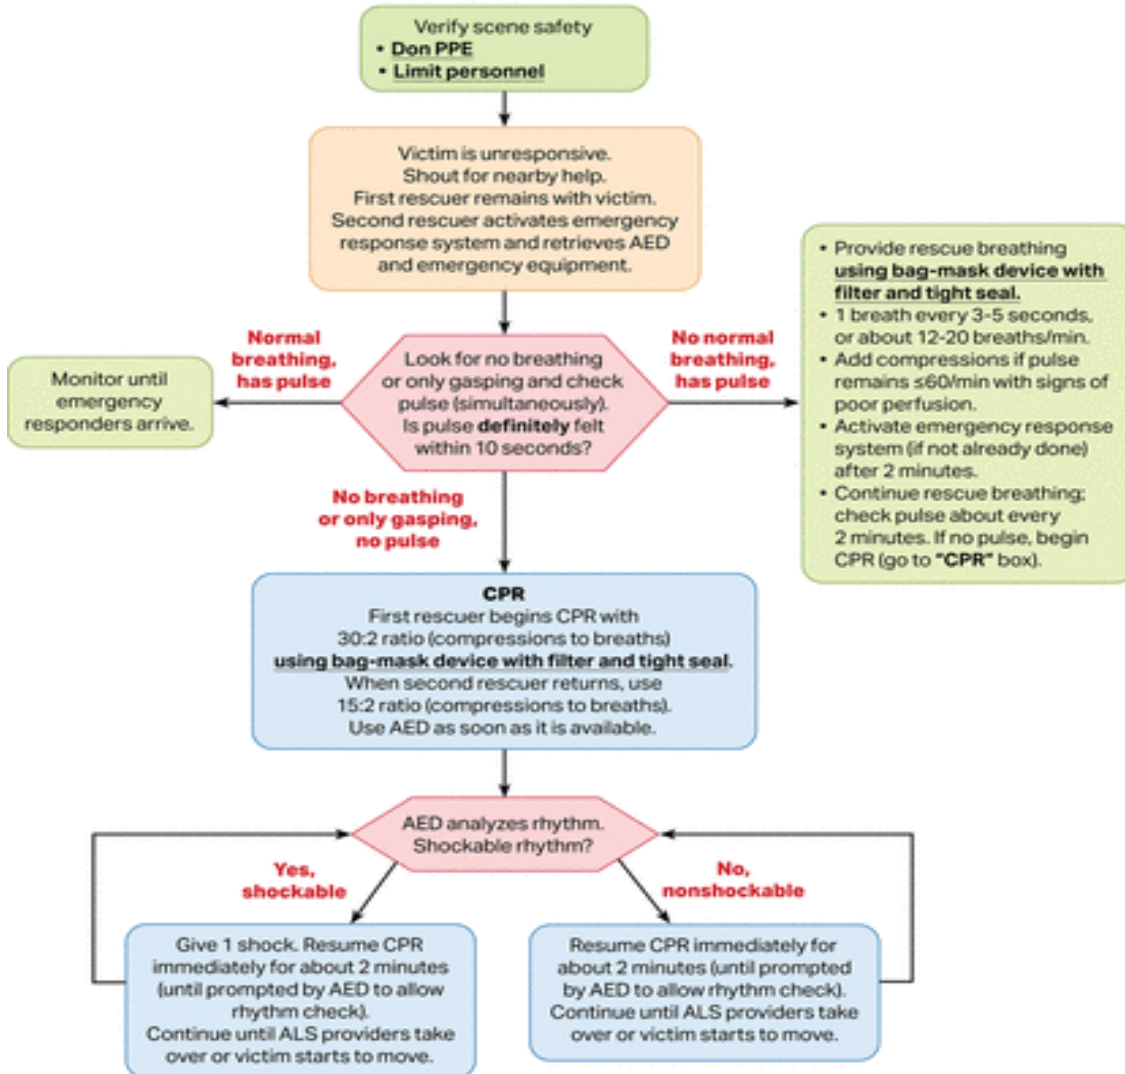 Verify scene safety
• Don PPE
• Limit personnel
Victim is unresponsive.
Shout for nearby help.
First rescuer remains with victim.
Second rescuer activates emergency
response system and retrieves AED
and emergency equipment.
Normal
breathing,
has pulse
Look for no breathing
or only gasping and check
pulse (simultaneously).
Is pulse definitely felt
within 10 seconds?
No normal
breathing,
has pulse
Monitor until
emergency
responders arrive.
• Provide rescue breathing
using bag-mask device with
filter and tight seal.
• 1 breath every 3-5 seconds,
or about 12-20 breaths/min.
• Add compressions if pulse
remains ≤60/min with signs of
poor perfusion.
• Activate emergency response
system (if not already done)
after 2 minutes.
• Continue rescue breathing;
check pulse about every
2 minutes. If no pulse, begin
CPR (go to "CPR" box).
No breathing
or only gasping,
no pulse
CPR
First rescuer begins CPR with
30:2 ratio (compressions to breaths)
using bag-mask device with filter and tight seal.
When second rescuer returns, use
15:2 ratio (compressions to breaths).
Use AED as soon as it is available.
AED analyzes rhythm.
Shockable rhythm?
Yes,
shockable
No,
nonshockable
Give 1 shock. Resume CPR
immediately for about 2 minutes
(until prompted by AED to allow
rhythm check).
Continue until ALS providers take
over or victim starts to move.
Resume CPR immediately for
about 2 minutes (until prompted
by AED to allow rhythm check).
Continue until ALS providers take
over or victim starts to move.